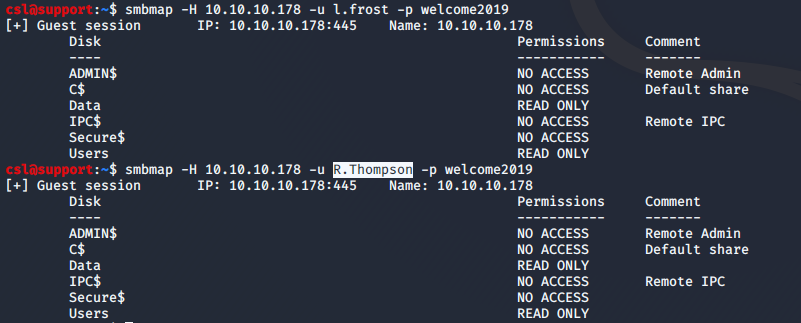 csl@support:~$ smbmap -H 10.10.10.178 -u l.frost -p welcome2019
[+] Guest session IP: 10.10.10.178:445 Name: 10.10.10.178
Disk Permissions Comment
---- ----------- -------
ADMIN$ NO ACCESS Remote Admin
C$ NO ACCESS Default share
Data READ ONLY
IPC$ NO ACCESS Remote IPC
Secure$ NO ACCESS
Users READ ONLY
csl@support:~$ smbmap -H 10.10.10.178 -u R.Thompson -p welcome2019
[+] Guest session IP: 10.10.10.178:445 Name: 10.10.10.178
Disk Permissions Comment
---- ----------- -------
ADMIN$ NO ACCESS Remote Admin
C$ NO ACCESS Default share
Data READ ONLY
IPC$ NO ACCESS Remote IPC
Secure$ NO ACCESS
Users READ ONLY